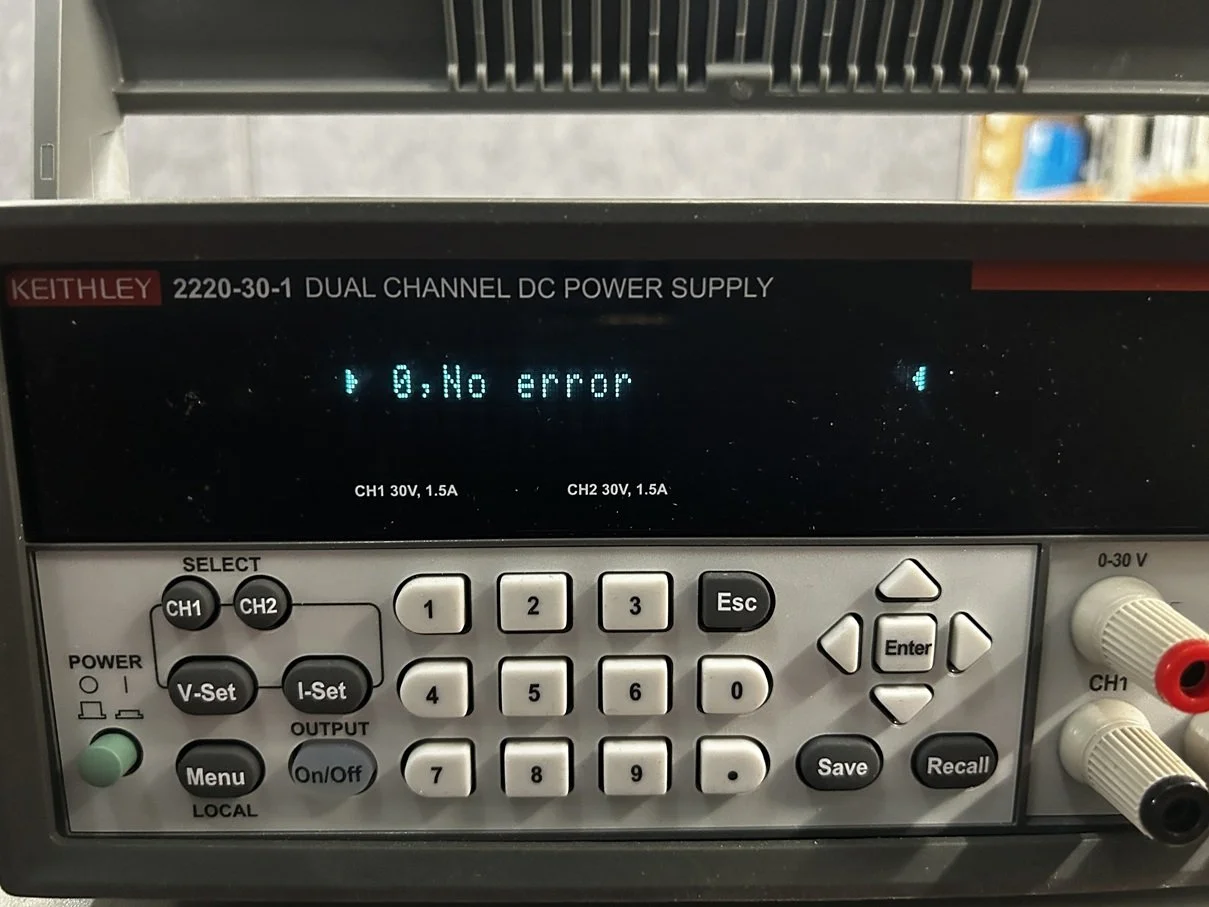 KEITHLEY 2220-30-1 DUAL CHANNEL DC POWER SUPPLY
0,No error
CH1 30V, 1.5A CH2 30V, 1.5A
SELECT
CH1 CH2
1 2 3 Esc
0-30 V
Enter
POWER
V-Set I-Set
4 5 6 0
CH1
OUTPUT
Menu On/Off
7 8 9 .
Save Recall
LOCAL